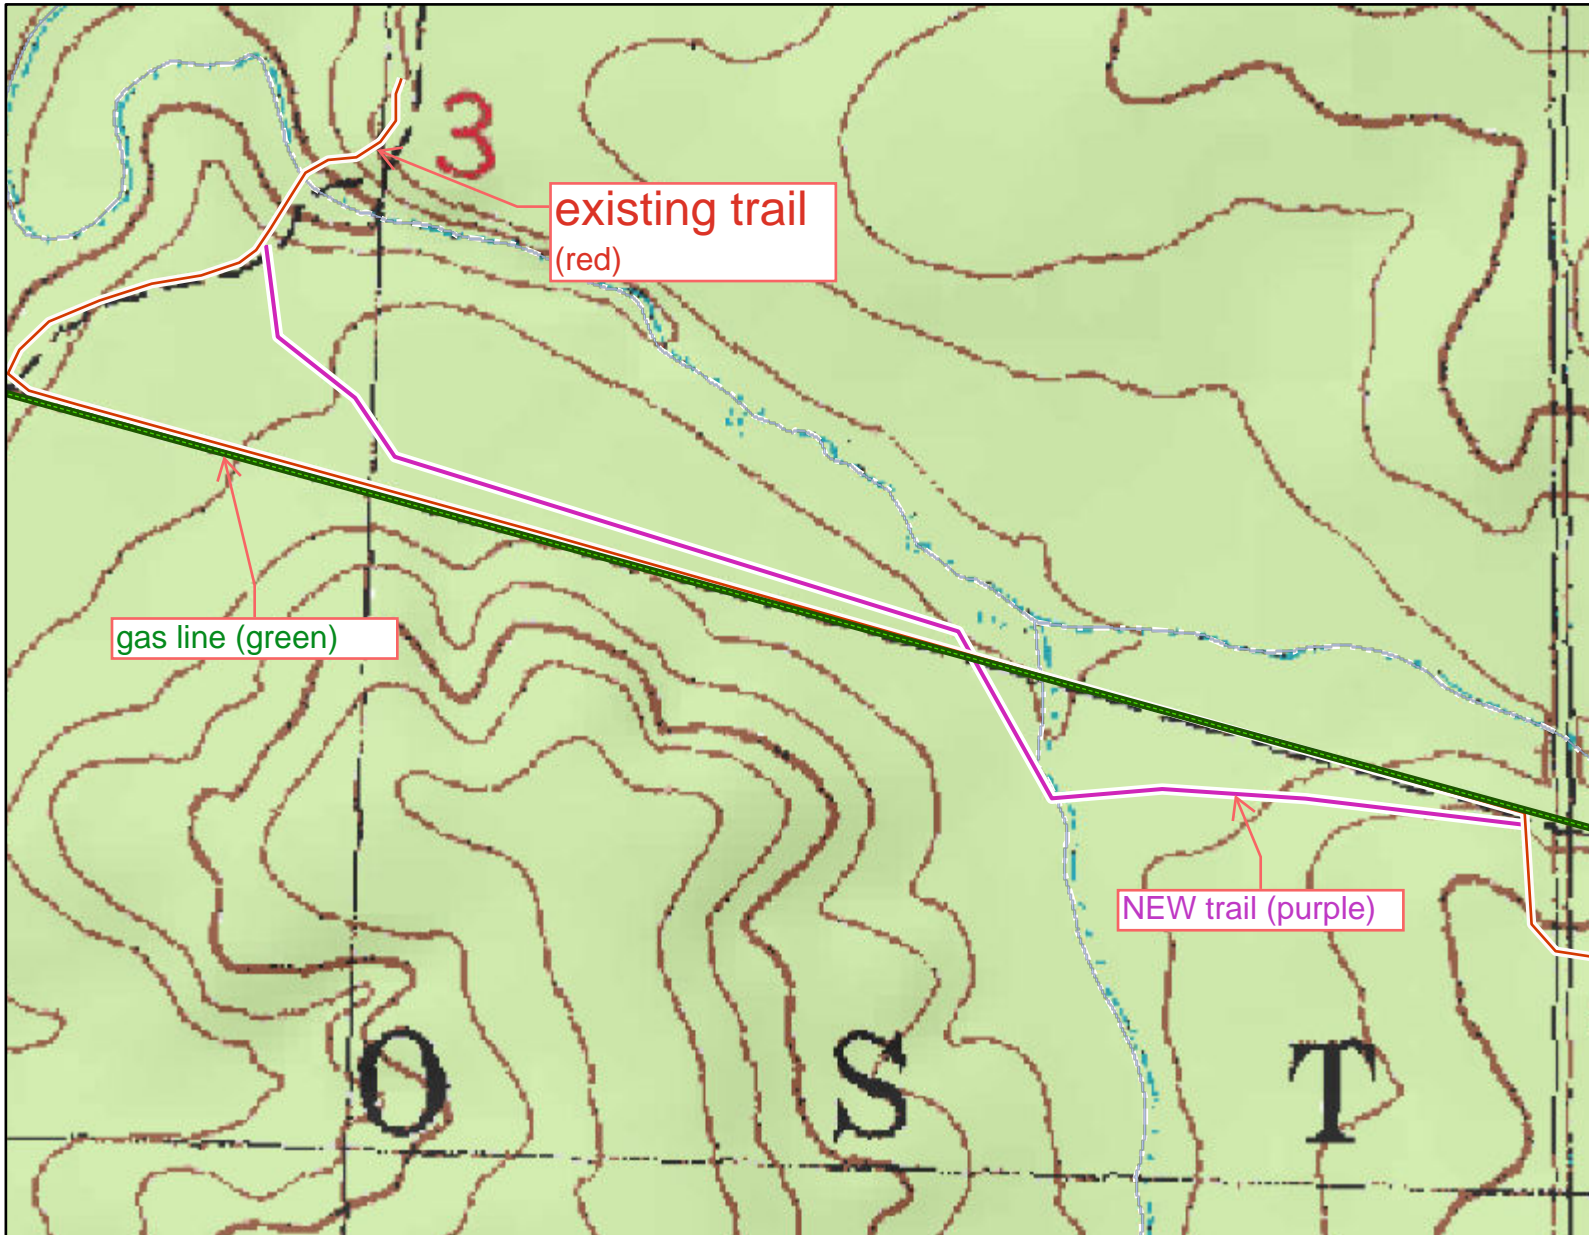 3
existing trail
(red)
gas line (green)
NEW trail (purple)
O S T